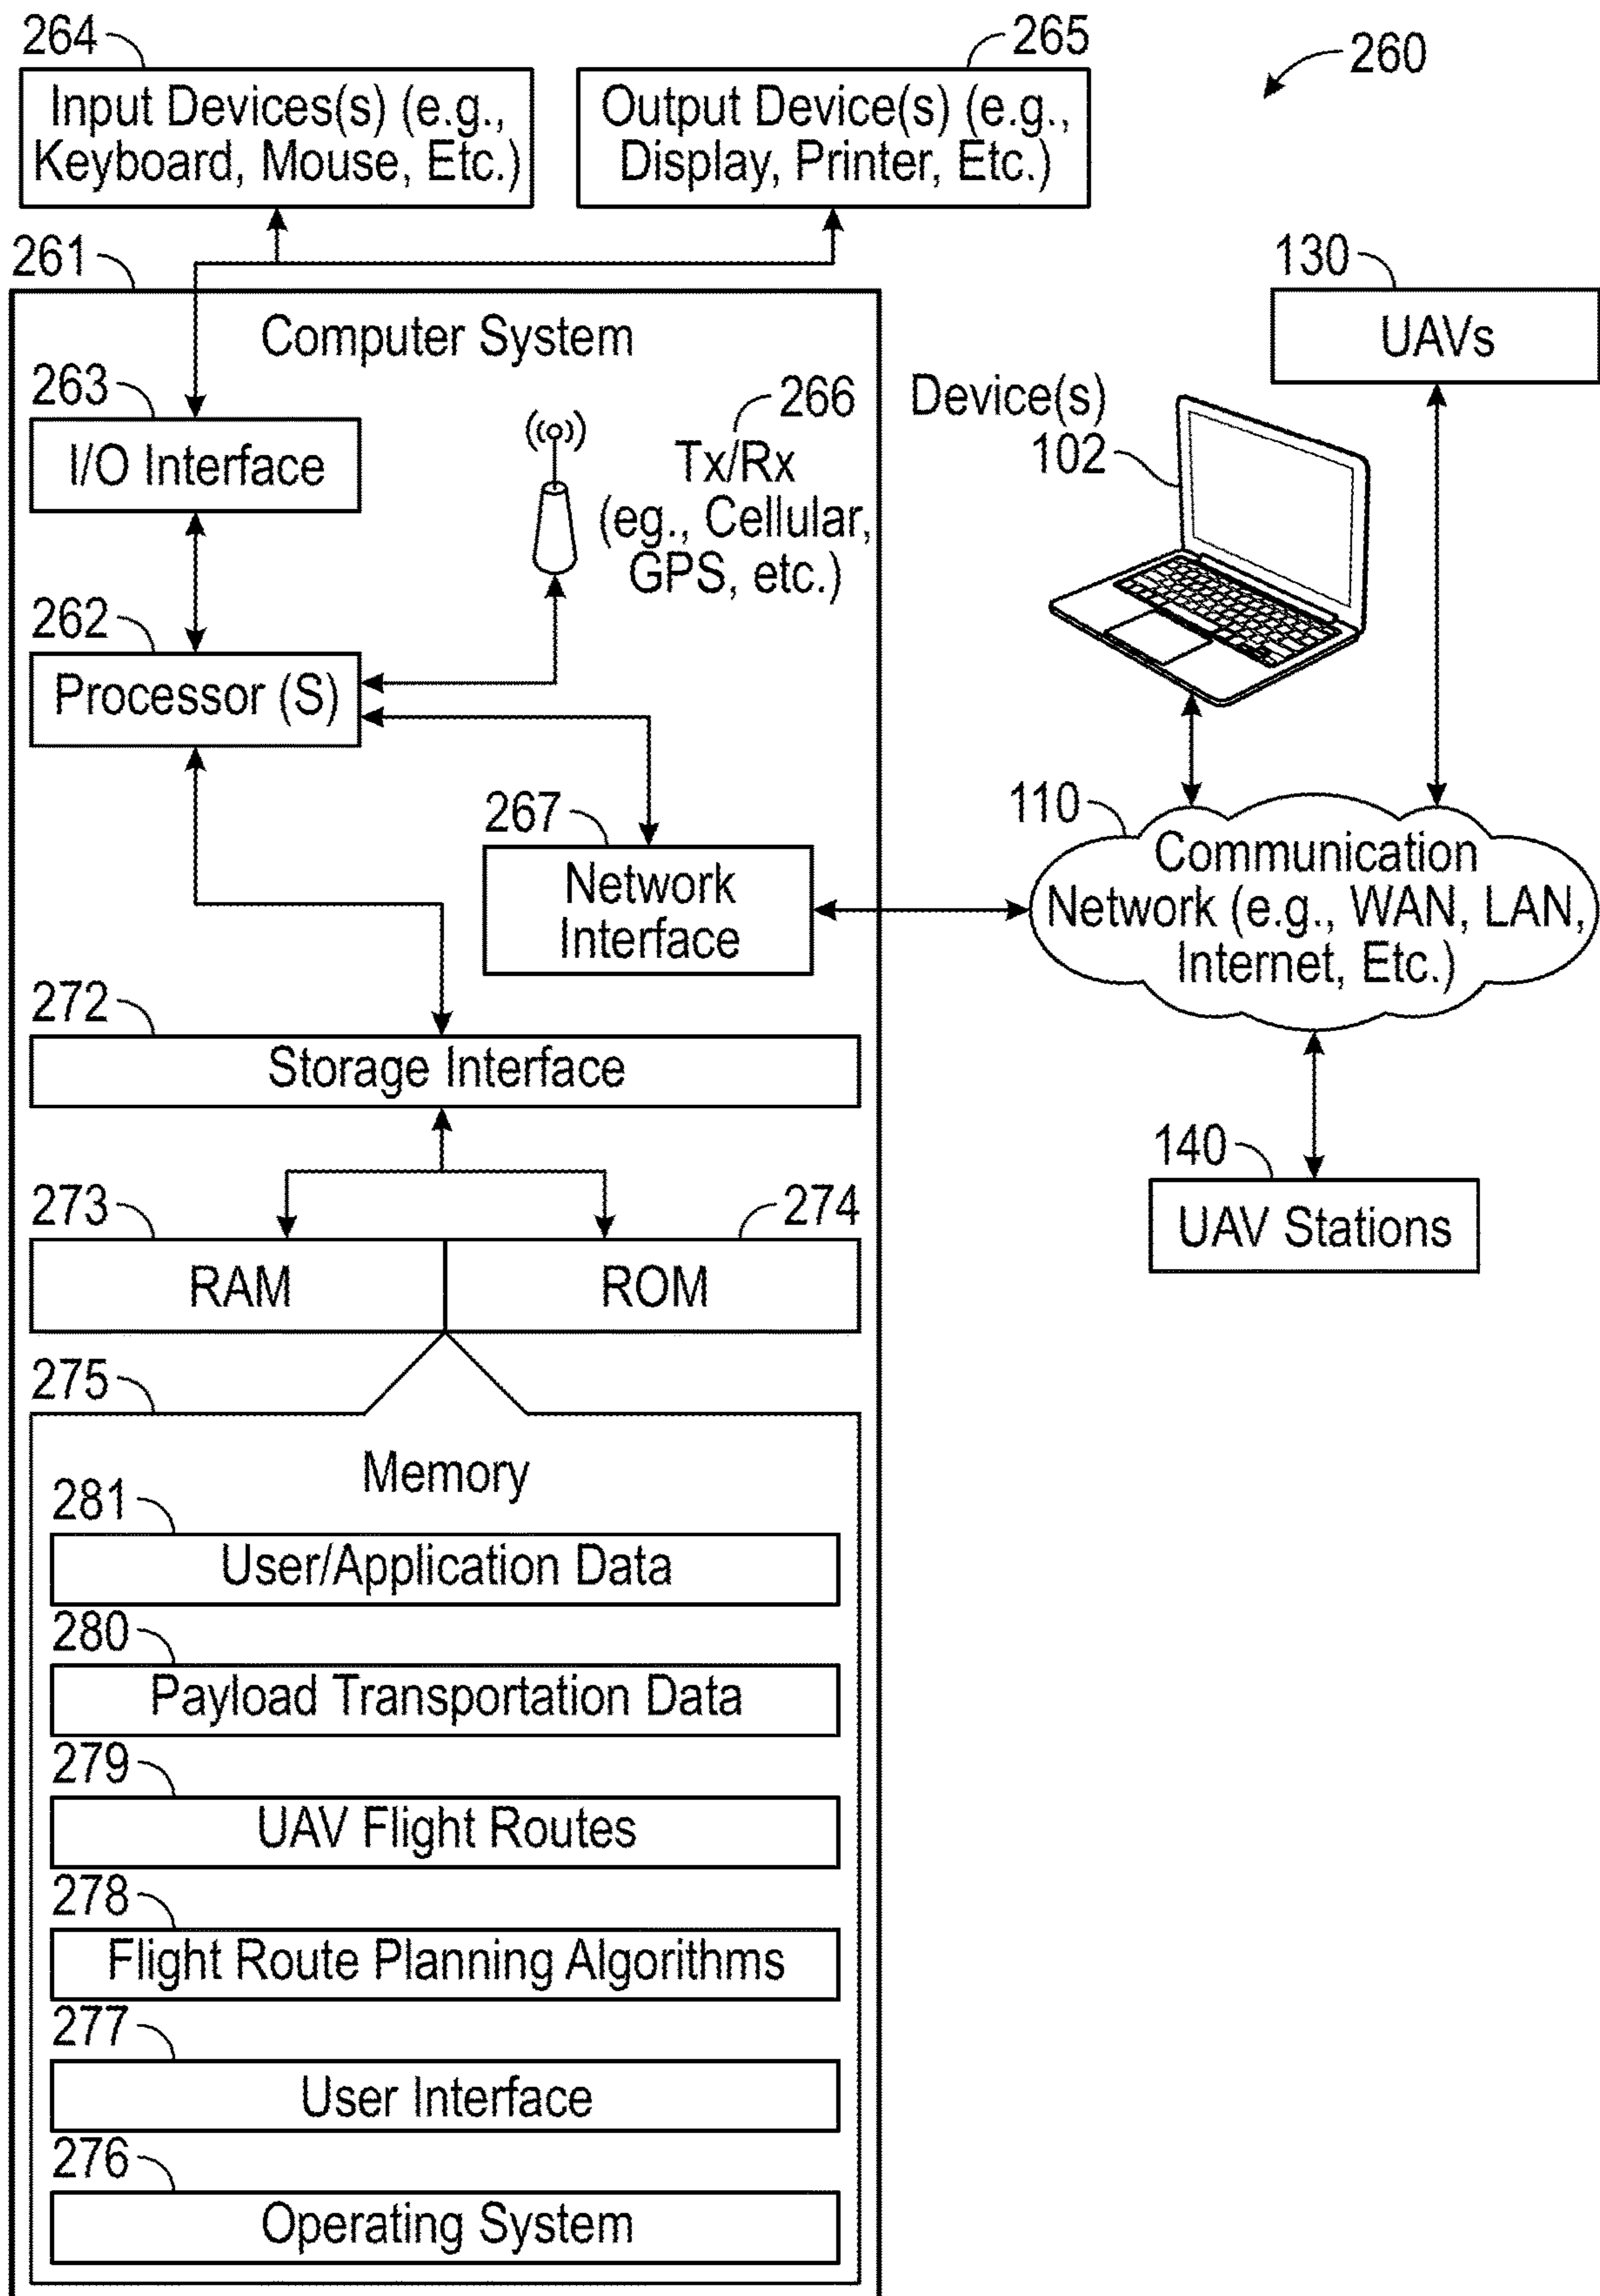 264
265
260
Input Devices(s) (e.g.,
Keyboard, Mouse, Etc.)
Output Device(s) (e.g.,
Display, Printer, Etc.)
261
Computer System
263
I/O Interface
266
Tx/Rx
(eg., Cellular,
GPS, etc.)
262
Processor (S)
267
Network
Interface
272
Storage Interface
273
274
RAM
ROM
275
Memory
281
User/Application Data
280
Payload Transportation Data
279
UAV Flight Routes
278
Flight Route Planning Algorithms
277
User Interface
276
Operating System
130
UAVs
Device(s)
102
110
Communication
Network (e.g., WAN, LAN,
Internet, Etc.)
140
UAV Stations